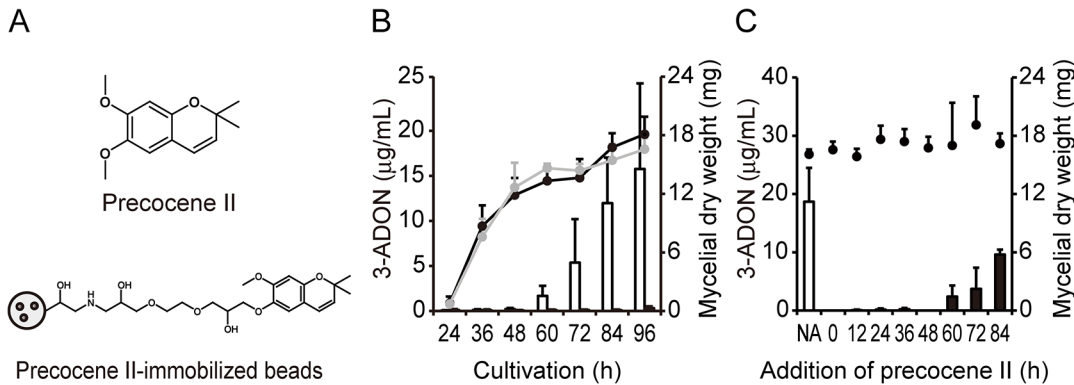 A
O
O
O
Precocene II
OH
H
N
OH
O
O
OH
O
O
O
Precocene II-immobilized beads
B
3-ADON (μg/mL)
25
20
15
10
5
0
24
18
12
6
0
Mycelial dry weight (mg)
24 36 48 60 72 84 96
Cultivation (h)
C
3-ADON (μg/mL)
40
30
20
10
0
24
18
12
6
0
Mycelial dry weight (mg)
NA 0 12 24 36 48 60 72 84
Addition of precocene II (h)